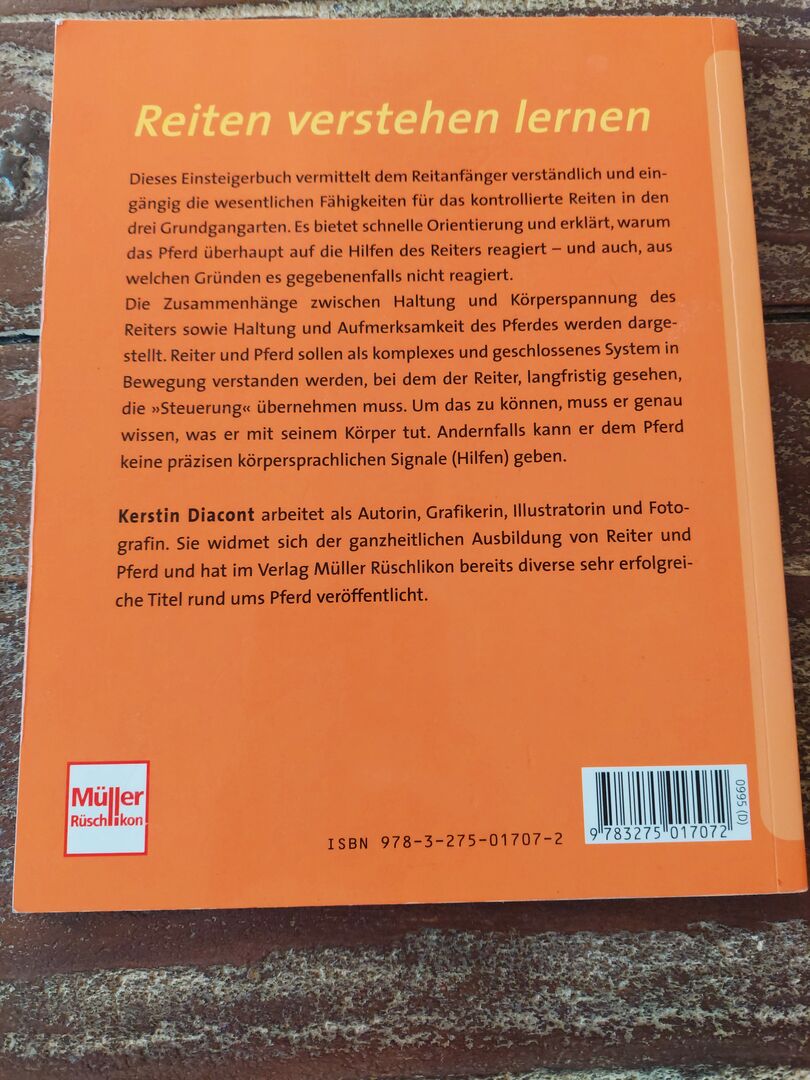 Reiten verstehen lernen
Dieses Einsteigerbuch vermittelt dem Reitanfänger verständlich und ein-
gängig die wesentlichen Fähigkeiten für das kontrollierte Reiten in den
drei Grundgangarten. Es bietet schnelle Orientierung und erklärt, warum
das Pferd überhaupt auf die Hilfen des Reiters reagiert – und auch, aus
welchen Gründen es gegebenenfalls nicht reagiert.
Die Zusammenhänge zwischen Haltung und Körperspannung des
Reiters sowie Haltung und Aufmerksamkeit des Pferdes werden darge-
stellt. Reiter und Pferd sollen als komplexes und geschlossenes System in
Bewegung verstanden werden, bei dem der Reiter, langfristig gesehen,
die »Steuerung« übernehmen muss. Um das zu können, muss er genau
wissen, was er mit seinem Körper tut. Andernfalls kann er dem Pferd
keine präzisen körpersprachlichen Signale (Hilfen) geben.
Kerstin Diacont arbeitet als Autorin, Grafikerin, Illustratorin und Foto-
grafin. Sie widmet sich der ganzheitlichen Ausbildung von Reiter und
Pferd und hat im Verlag Müller Rüschlikon bereits diverse sehr erfolgrei-
che Titel rund ums Pferd veröffentlicht.
Müller
Rüschlikon
ISBN 978-3-275-01707-2
9 783275 017072
0995 (D)